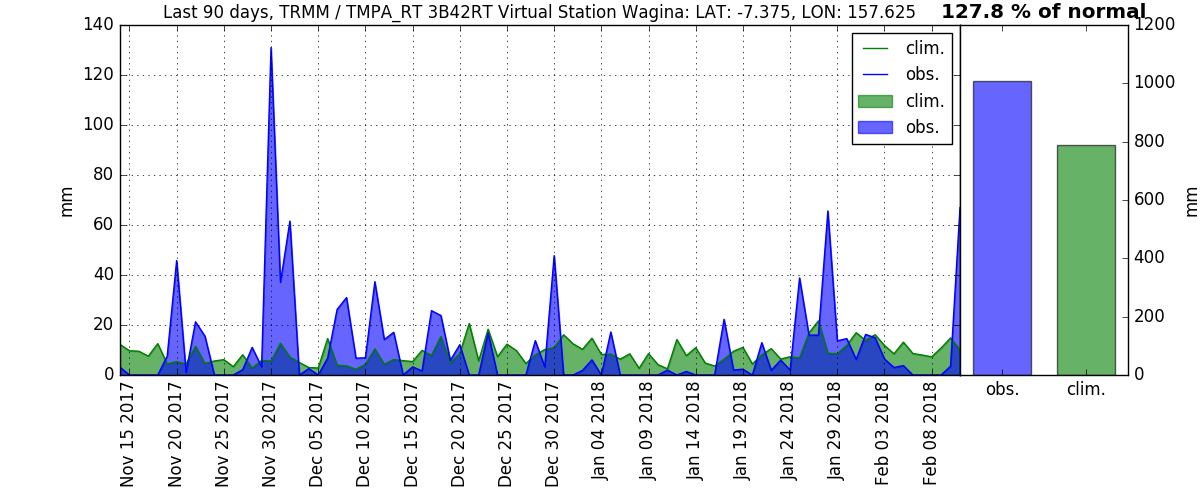 Last 90 days, TRMM / TMPA_RT 3B42RT Virtual Station Wagina: LAT: -7.375, LON: 157.625
127.8 % of normal
140
120
100
80
60
40
20
0
mm
clim.
obs.
clim.
obs.
1200
1000
800
600
400
200
0
mm
Nov 15 2017
Nov 20 2017
Nov 25 2017
Nov 30 2017
Dec 05 2017
Dec 10 2017
Dec 15 2017
Dec 20 2017
Dec 25 2017
Dec 30 2017
Jan 04 2018
Jan 09 2018
Jan 14 2018
Jan 19 2018
Jan 24 2018
Jan 29 2018
Feb 03 2018
Feb 08 2018
obs.
clim.